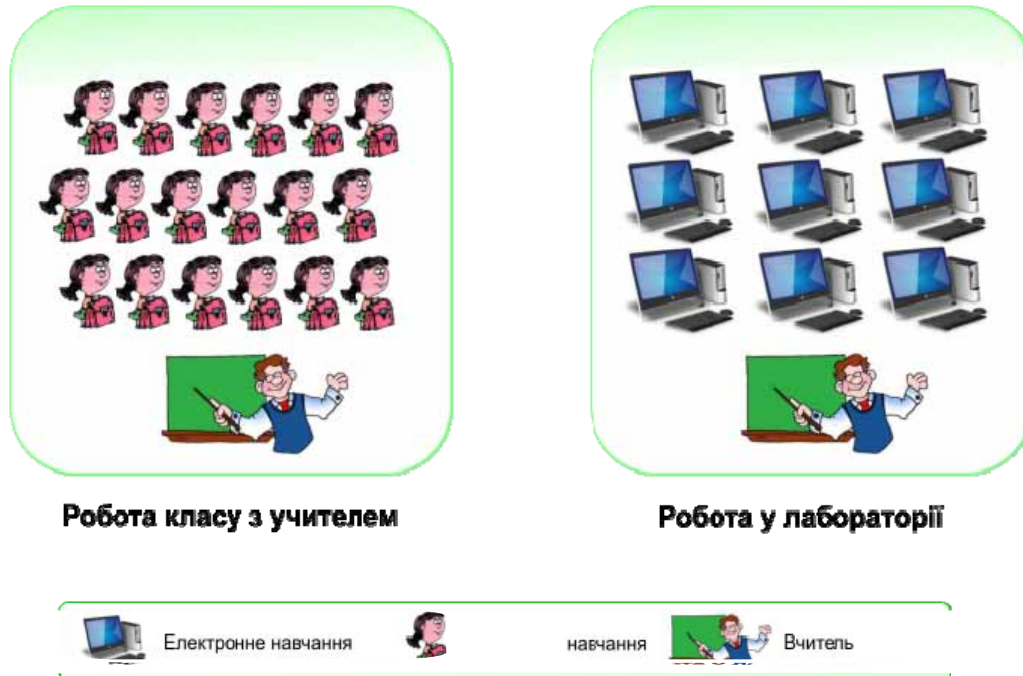 Робота класу з учителем
Робота у лабораторії
Електронне навчання
навчання
Вчитель